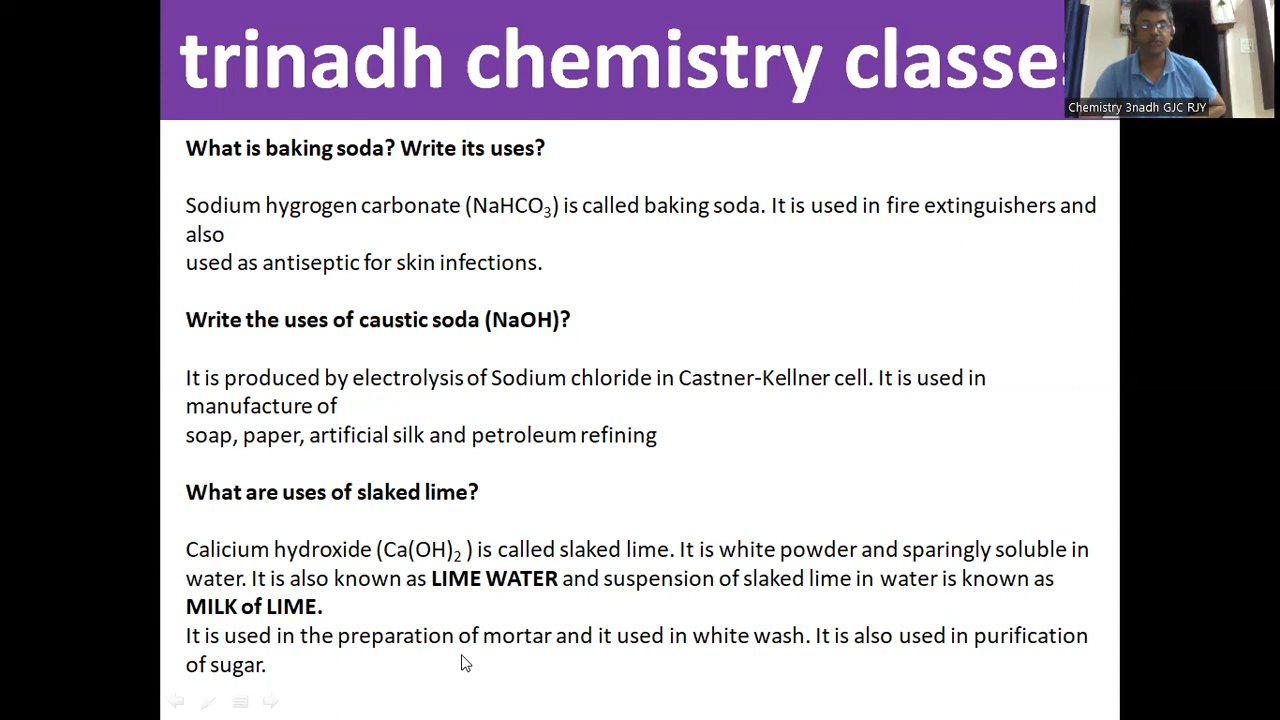 trinadh chemistry classes
Chemistry 3nadh GJC RJY
What is baking soda? Write its uses?
Sodium hygrogen carbonate (NaHCO₃) is called baking soda. It is used in fire extinguishers and
also
used as antiseptic for skin infections.
Write the uses of caustic soda (NaOH)?
It is produced by electrolysis of Sodium chloride in Castner-Kellner cell. It is used in
manufacture of
soap, paper, artificial silk and petroleum refining
What are uses of slaked lime?
Calicium hydroxide (Ca(OH)₂ ) is called slaked lime. It is white powder and sparingly soluble in
water. It is also known as LIME WATER and suspension of slaked lime in water is known as
MILK of LIME.
It is used in the preparation of mortar and it used in white wash. It is also used in purification
of sugar.